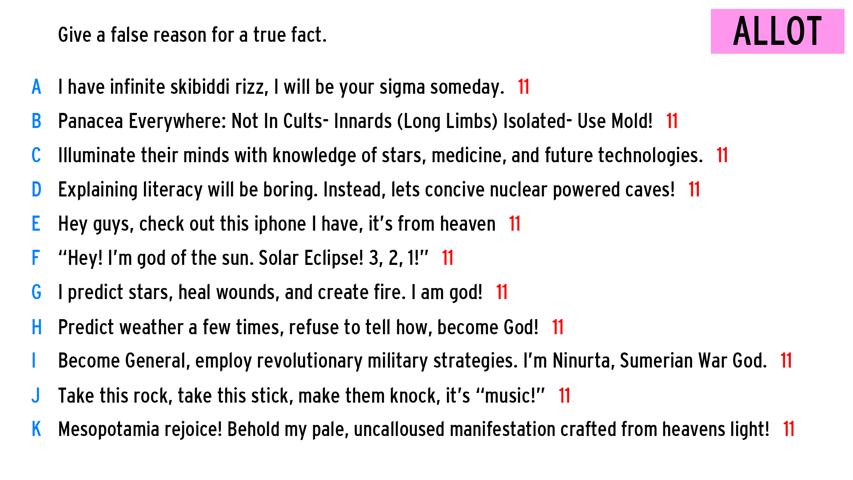 Give a false reason for a true fact.
ALLOT
A I have infinite skibiddi rizz, I will be your sigma someday. 11
B Panacea Everywhere: Not In Cults- Innards (Long Limbs) Isolated- Use Mold! 11
C Illuminate their minds with knowledge of stars, medicine, and future technologies. 11
D Explaining literacy will be boring. Instead, lets concive nuclear powered caves! 11
E Hey guys, check out this iphone I have, it's from heaven 11
F “Hey! I'm god of the sun. Solar Eclipse! 3, 2, 1!” 11
G I predict stars, heal wounds, and create fire. I am god! 11
H Predict weather a few times, refuse to tell how, become God! 11
I Become General, employ revolutionary military strategies. I'm Ninurta, Sumerian War God. 11
J Take this rock, take this stick, make them knock, it's “music!” 11
K Mesopotamia rejoice! Behold my pale, uncalloused manifestation crafted from heavens light! 11